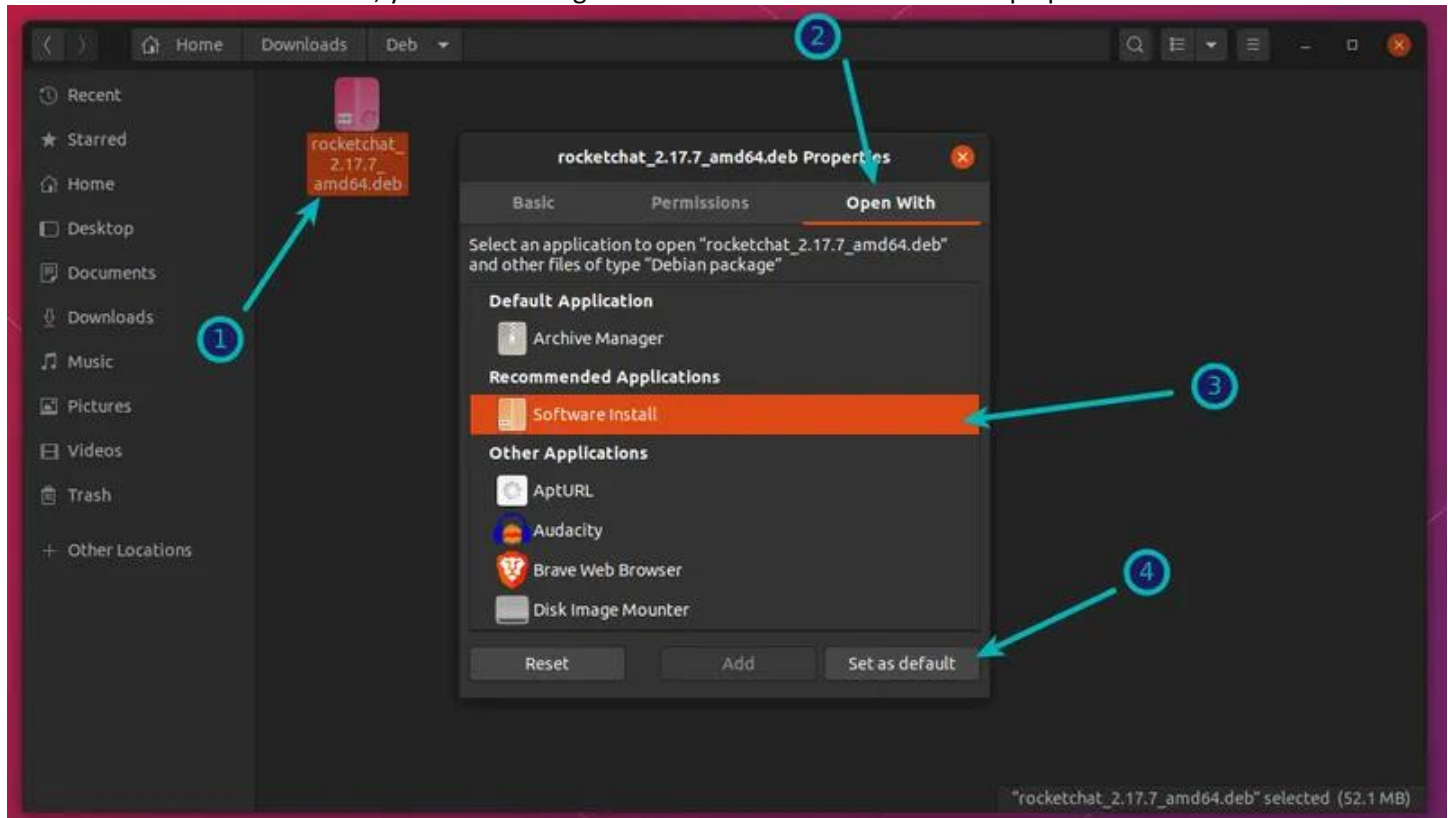 Home Downloads Deb
Recent
Starred
Home
Desktop
Documents
Downloads
Music
Pictures
Videos
Trash
+ Other Locations
rocketchat_
2.17.7_
amd64.deb
1
2
rocketchat_2.17.7_amd64.deb Properties
Basic Permissions Open With
Select an application to open "rocketchat_2.17.7_amd64.deb"
and other files of type "Debian package"
Default Application
Archive Manager
Recommended Applications
Software Install
3
Other Applications
AptURL
Audacity
Brave Web Browser
Disk Image Mounter
4
Reset Add Set as default
"rocketchat_2.17.7_amd64.deb" selected (52.1 MB)